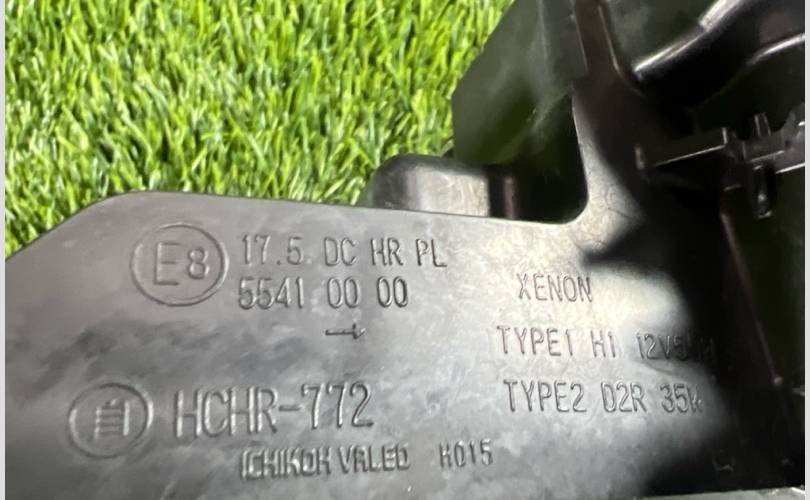 E8
17.5 DC HR PL
5541 00 00
XENON
TYPE1 H1
TYPE2 D2R 35W
HCHR-772
ICHIKOH VALEO H015